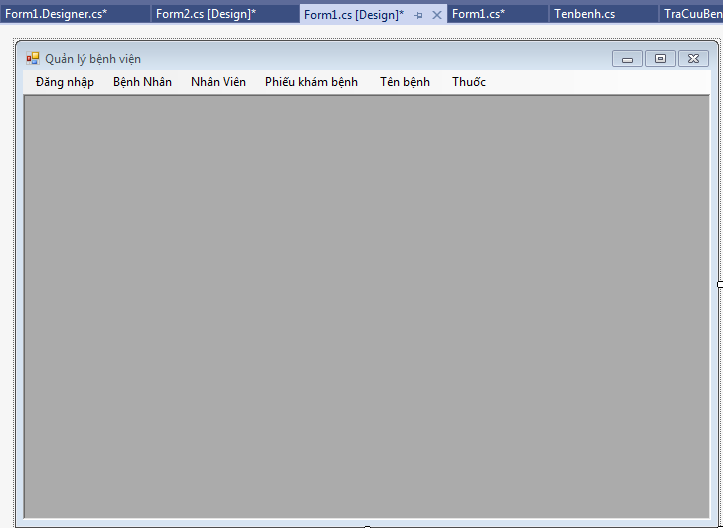 Form1.Designer.cs* Form2.cs [Design]* Form1.cs [Design]* Form1.cs* Tenbenh.cs TraCuuBen
Quản lý bệnh viện
Đăng nhập Bệnh Nhân Nhân Viên Phiếu khám bệnh Tên bệnh Thuốc